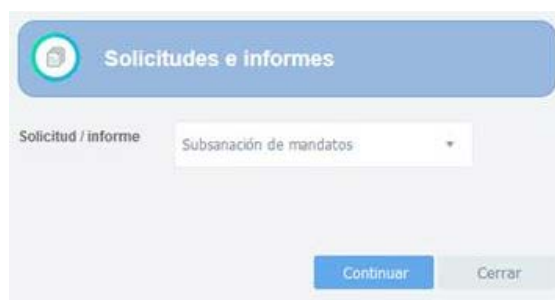 Solicitudes e informes
Solicitud / informe
Subsanación de mandatos
Continuar
Cerrar